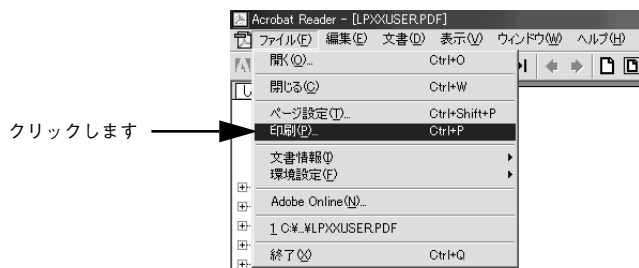 Acrobat Reader - [LPXXUSER.PDF]
ファイル(F) 編集(E) 文書(D) 表示(V) ウィンドウ(W) ヘルプ(H)
開く(O)... Ctrl+O
閉じる(C) Ctrl+W
ページ設定(T)... Ctrl+Shift+P
クリックします
印刷(P)... Ctrl+P
文書情報(I)
環境設定(F)
Adobe Online(N)...
1 C:¥...¥LPXXUSER.PDF
終了(X) Ctrl+Q